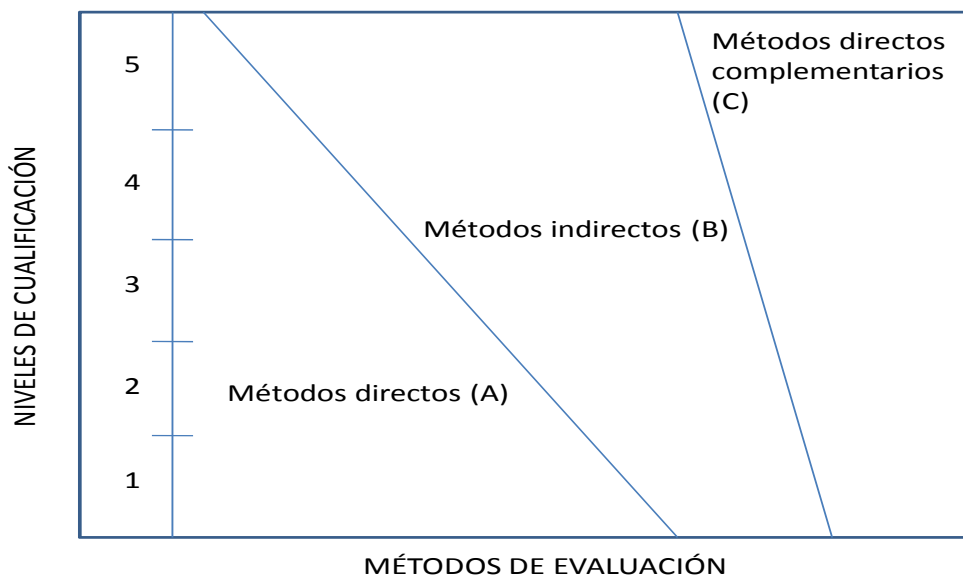 NIVELES DE CUALIFICACIÓN
5
4
3
2
1
Métodos directos
complementarios
(C)
Métodos indirectos (B)
Métodos directos (A)
MÉTODOS DE EVALUACIÓN